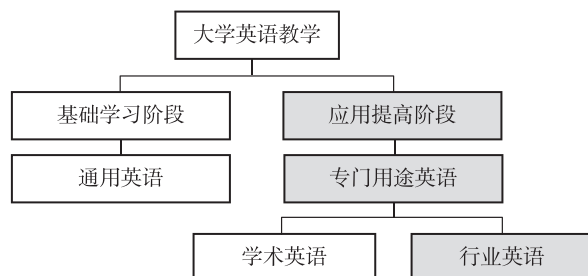 大学英语教学
基础学习阶段
应用提高阶段
通用英语
专门用途英语
学术英语
行业英语